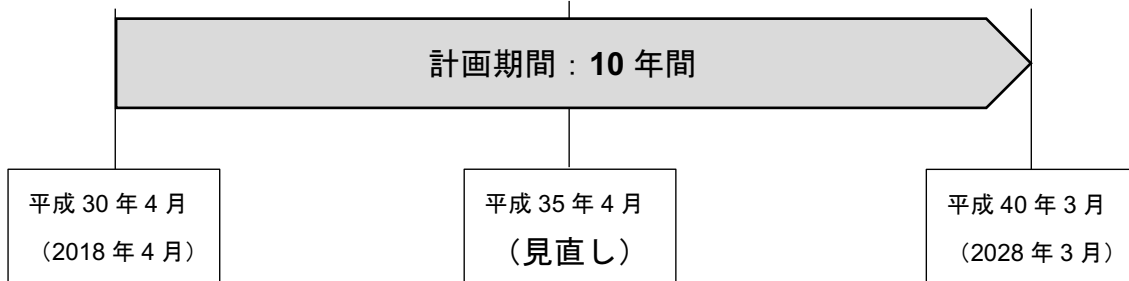 計画期間：10 年間
平成 30 年 4 月
（2018 年 4 月）
平成 35 年 4 月
（見直し）
平成 40 年 3 月
（2028 年 3 月）